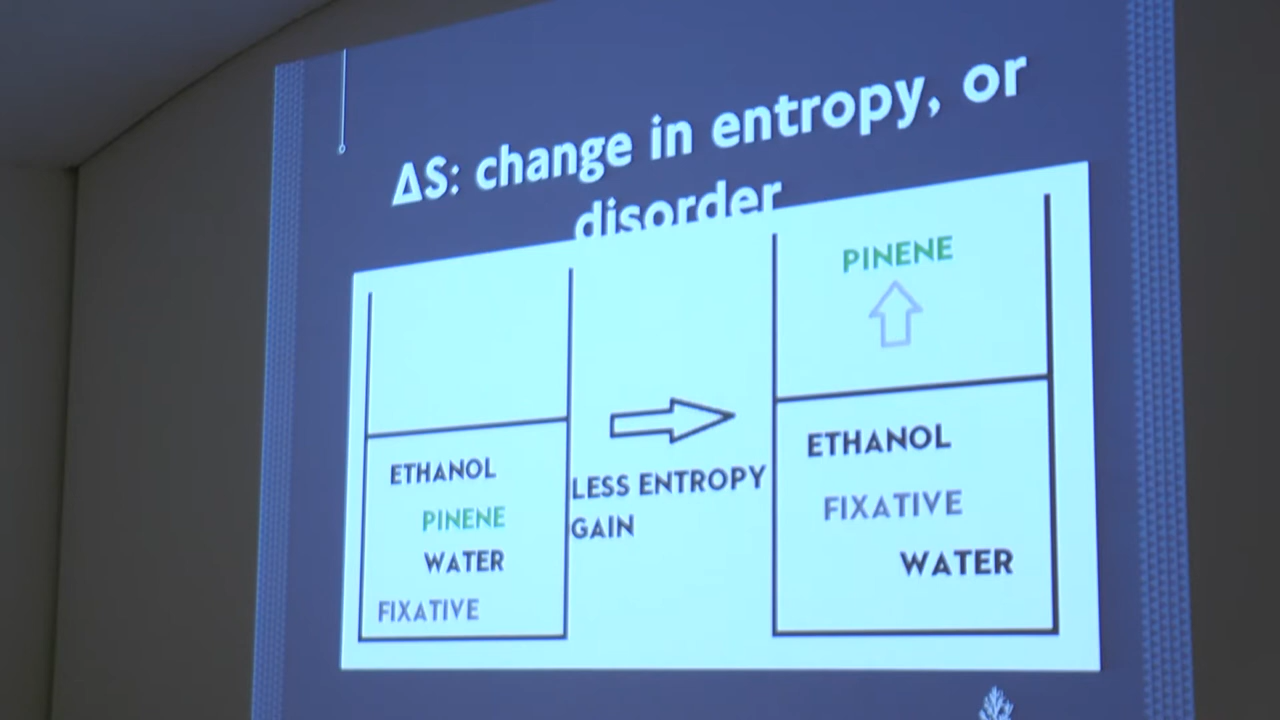 ΔS: change in entropy, or
disorder
ETHANOL
PINENE
WATER
FIXATIVE
LESS ENTROPY
GAIN
PINENE
ETHANOL
FIXATIVE
WATER